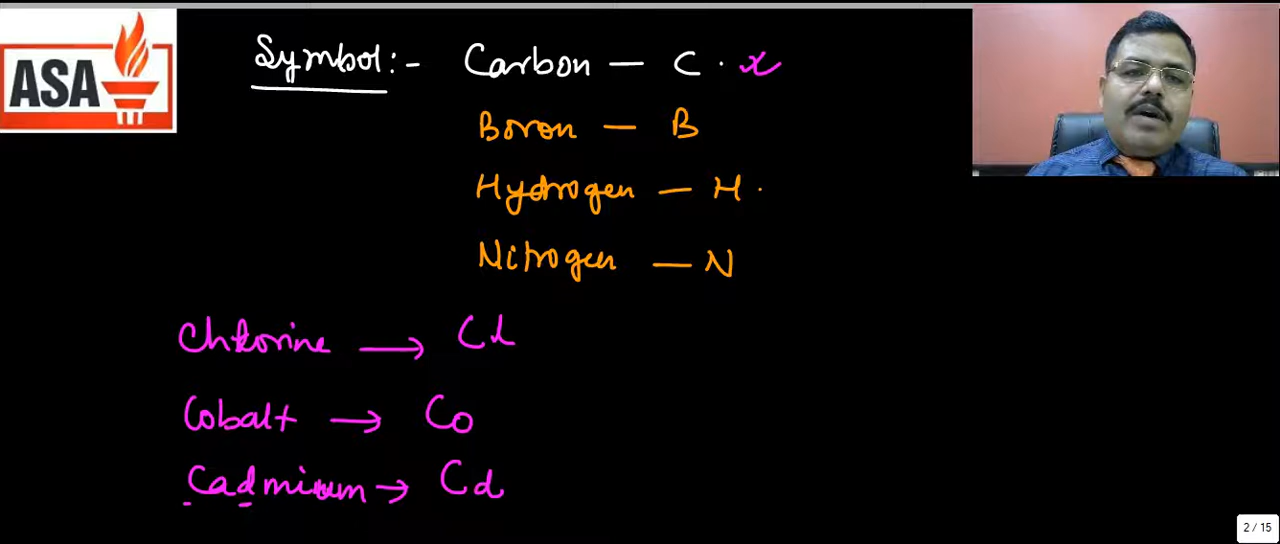 ASA
Symbol:- Carbon — C. x
Boron — B
Hydrogen — H.
Nitrogen — N
Chlorine → Cl
Cobalt → Co
Cadmium → Cd
2 / 15